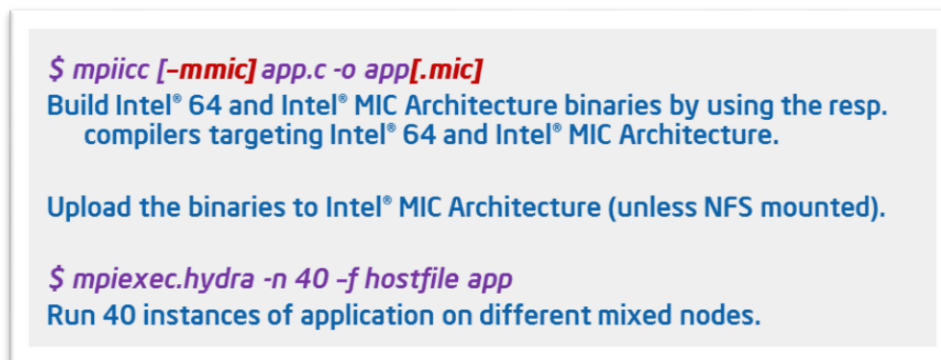 $ mpiicc [–mmic] app.c -o app[.mic]
Build Intel® 64 and Intel® MIC Architecture binaries by using the resp.
compilers targeting Intel® 64 and Intel® MIC Architecture.
Upload the binaries to Intel® MIC Architecture (unless NFS mounted).
$ mpiexec.hydra -n 40 –f hostfile app
Run 40 instances of application on different mixed nodes.